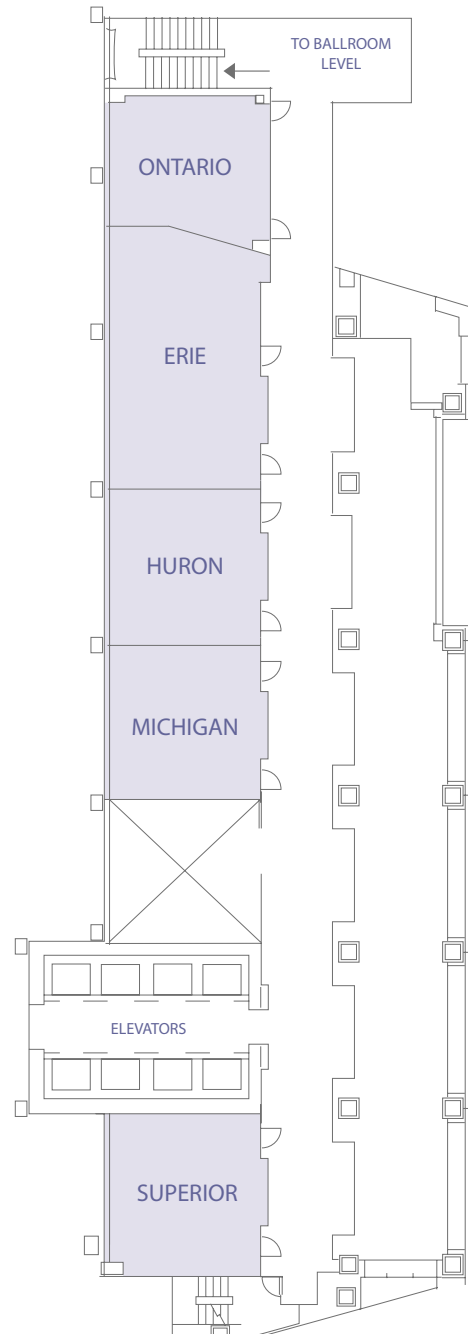 TO BALLROOM
LEVEL
ONTARIO
ERIE
HURON
MICHIGAN
ELEVATORS
SUPERIOR